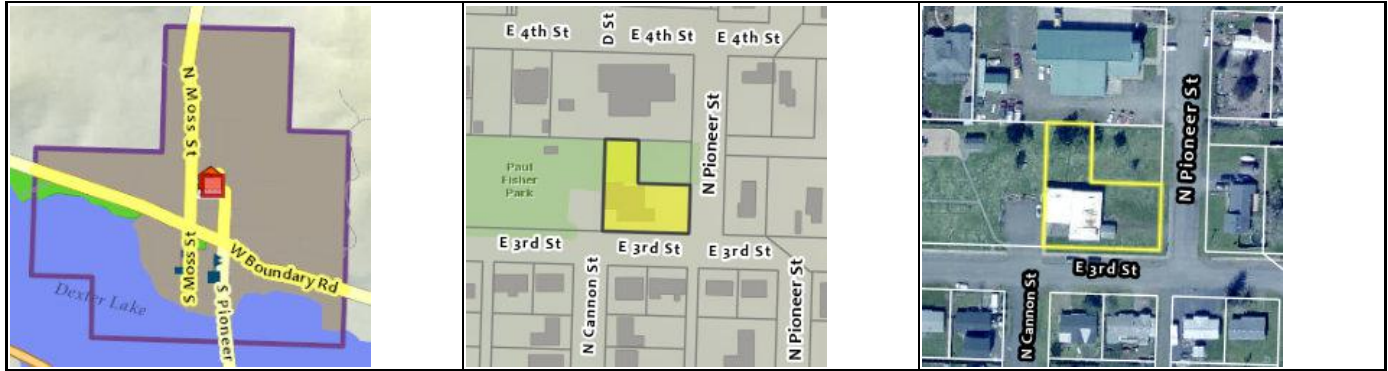 N Moss St
W Boundary Rd
S Moss St
S Pioneer
Dexter Lake
E 4th St
D St
E 4th St
E 4th St
N Pioneer St
Paul
Fisher
Park
E 3rd St
E 3rd St
E 3rd St
N Cannon St
N Pioneer St
N Pioneer St
E 3rd St
N Cannon St